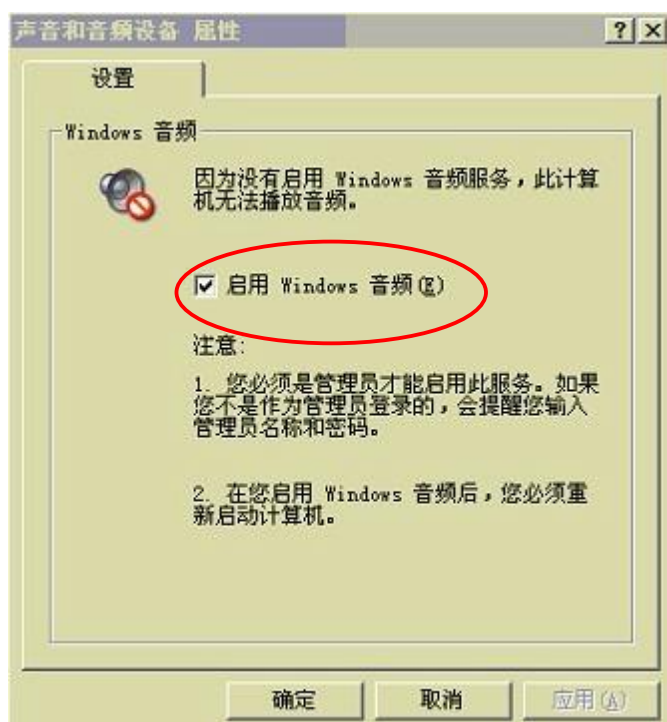 声音和音频设备 属性
设置
Windows 音频
因为没有启用 Windows 音频服务，此计算
机无法播放音频。
启用 Windows 音频(E)
注意:
1. 您必须是管理员才能启用此服务。如果
您不是作为管理员登录的，会提醒您输入
管理员名称和密码。
2. 在您启用 Windows 音频后，您必须重
新启动计算机。
确定 取消 应用(A)